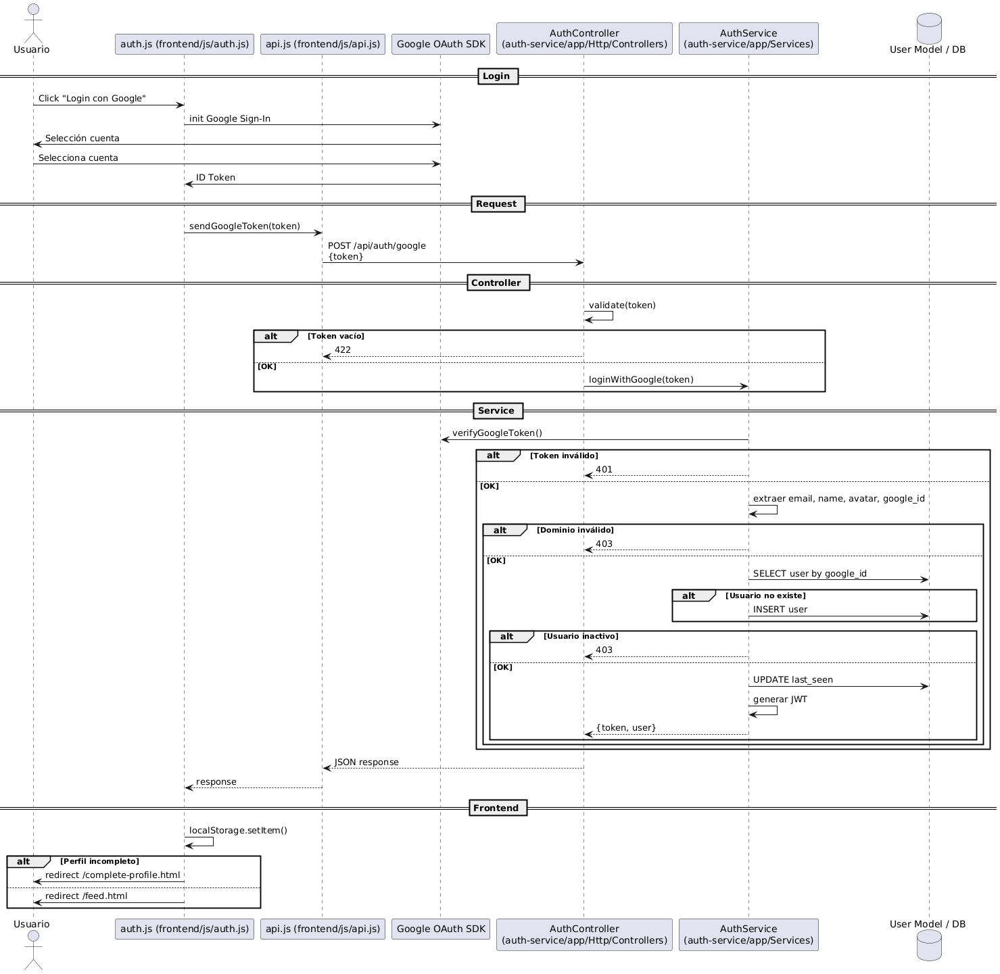 Usuario
auth.js (frontend/js/auth.js)
api.js (frontend/js/api.js)
Google OAuth SDK
AuthController
(auth-service/app/Http/Controllers)
AuthService
(auth-service/app/Services)
User Model / DB
Login
Click "Login con Google"
init Google Sign-In
Selección cuenta
Selecciona cuenta
ID Token
Request
sendGoogleToken(token)
POST /api/auth/google
{token}
Controller
validate(token)
alt [Token vacío]
422
[OK]
loginWithGoogle(token)
Service
verifyGoogleToken()
alt [Token inválido]
401
[OK]
extraer email, name, avatar, google_id
alt [Dominio inválido]
403
[OK]
SELECT user by google_id
alt [Usuario no existe]
INSERT user
alt [Usuario inactivo]
403
[OK]
UPDATE last_seen
generar JWT
{token, user}
JSON response
response
Frontend
localStorage.setItem()
alt [Perfil incompleto]
redirect /complete-profile.html
redirect /feed.html
Usuario
auth.js (frontend/js/auth.js)
api.js (frontend/js/api.js)
Google OAuth SDK
AuthController
(auth-service/app/Http/Controllers)
AuthService
(auth-service/app/Services)
User Model / DB